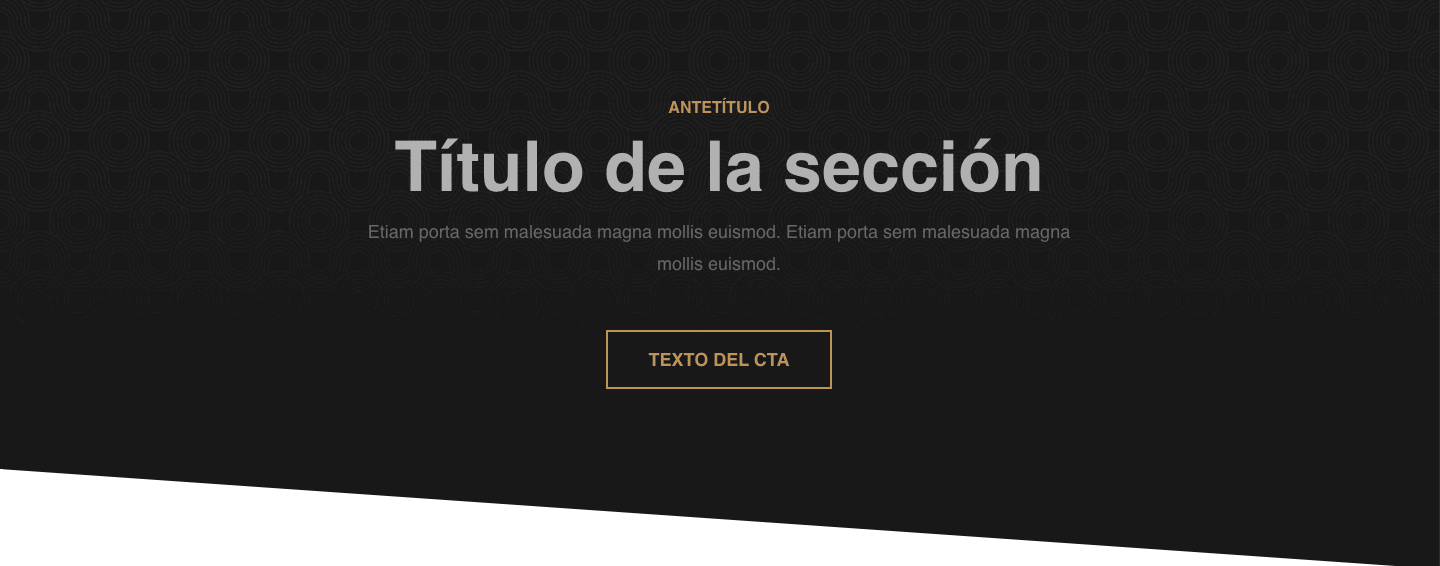 ANTETÍTULO
Título de la sección
Etiam porta sem malesuada magna mollis euismod. Etiam porta sem malesuada magna
mollis euismod.
TEXTO DEL CTA